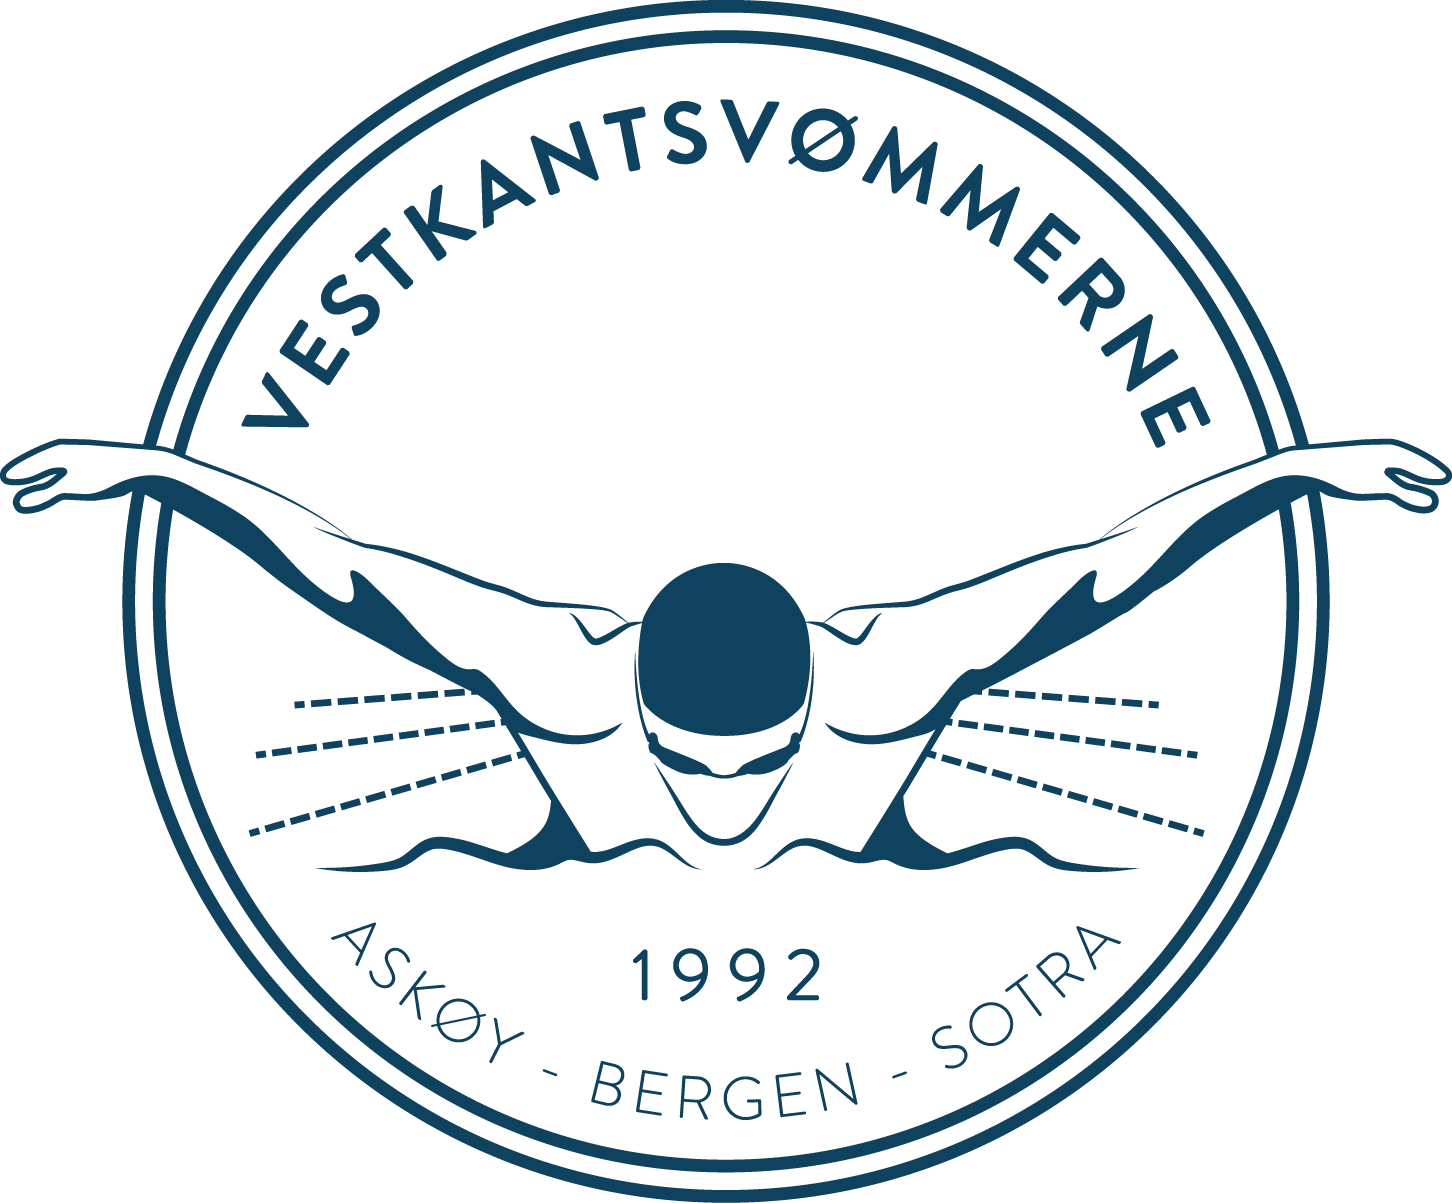 VESTKANTSVØMMERNE
1992
ASKØY - BERGEN - SOTRA